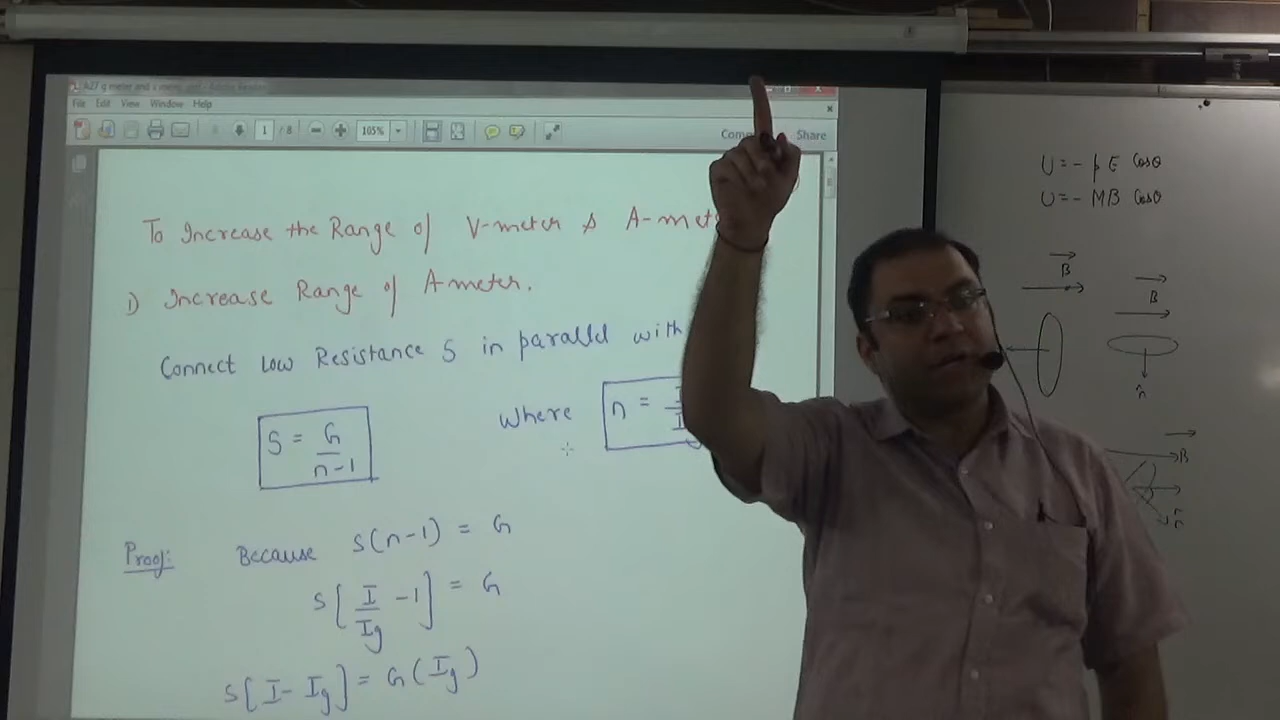 File Edit View Window Help
1 / 8 105% Share
To Increase the Range of V-meter &
1) Increase Range of A meter.
Connect Low Resistance S in parallel with
S = G/(n-1) Where n =
Proof: Because S(n-1) = G
S[I/Ig -1] = G
S[I- Ig] = G(Ig)
U = - pE Cosθ
U = - MB Cosθ
B
B
n̂
B
n̂